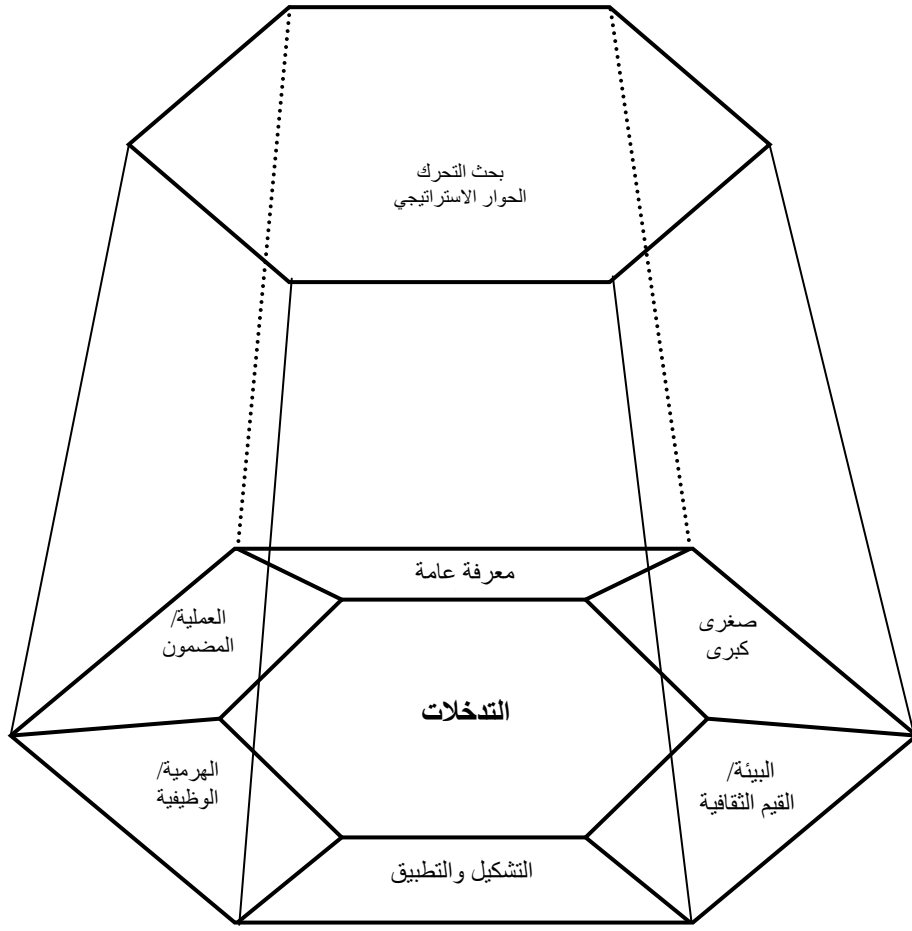 بحث التحرك
الحوار الاستراتيجي
معرفة عامة
صغرى
كبرى
العملية/
المضمون
التدخلات
البيئة/
القيم الثقافية
الهرمية/
الوظيفية
التشكيل والتطبيق